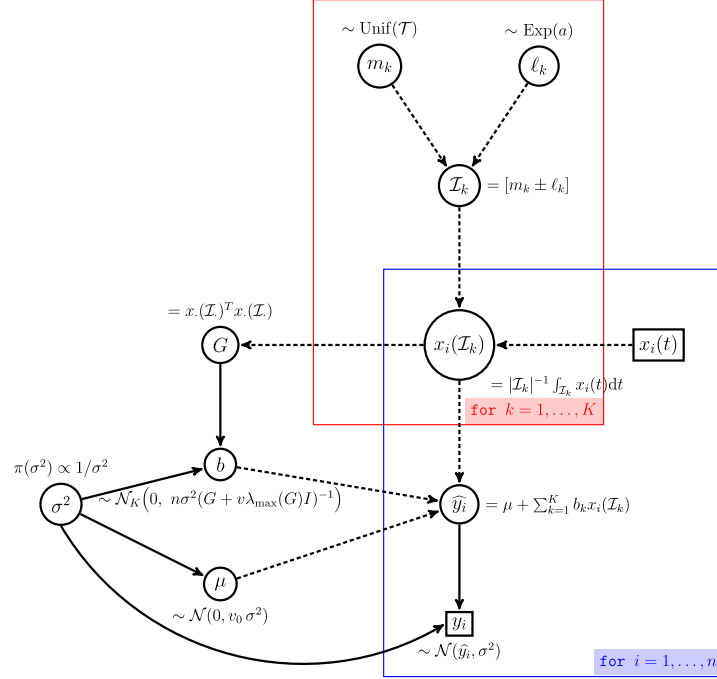 ∼ Unif(𝒯)
∼ Exp(a)
m_k
ℓ_k
ℐ_k = [m_k ± ℓ_k]
= x.(ℐ.)^T x.(ℐ.)
G
x_i(ℐ_k)
x_i(t)
= |ℐ_k|^{−1} ∫_{ℐ_k} x_i(t)dt
for k = 1, . . . , K
π(σ²) ∝ 1/σ²
b
∼ 𝒩_K(0, nσ²(G + vλ_max(G)I)^{−1})
σ²
ŷ_i = μ + ∑_{k=1}^{K} b_k x_i(ℐ_k)
μ
∼ 𝒩(0, v_0 σ²)
y_i
∼ 𝒩(ŷ_i, σ²)
for i = 1, . . . , n